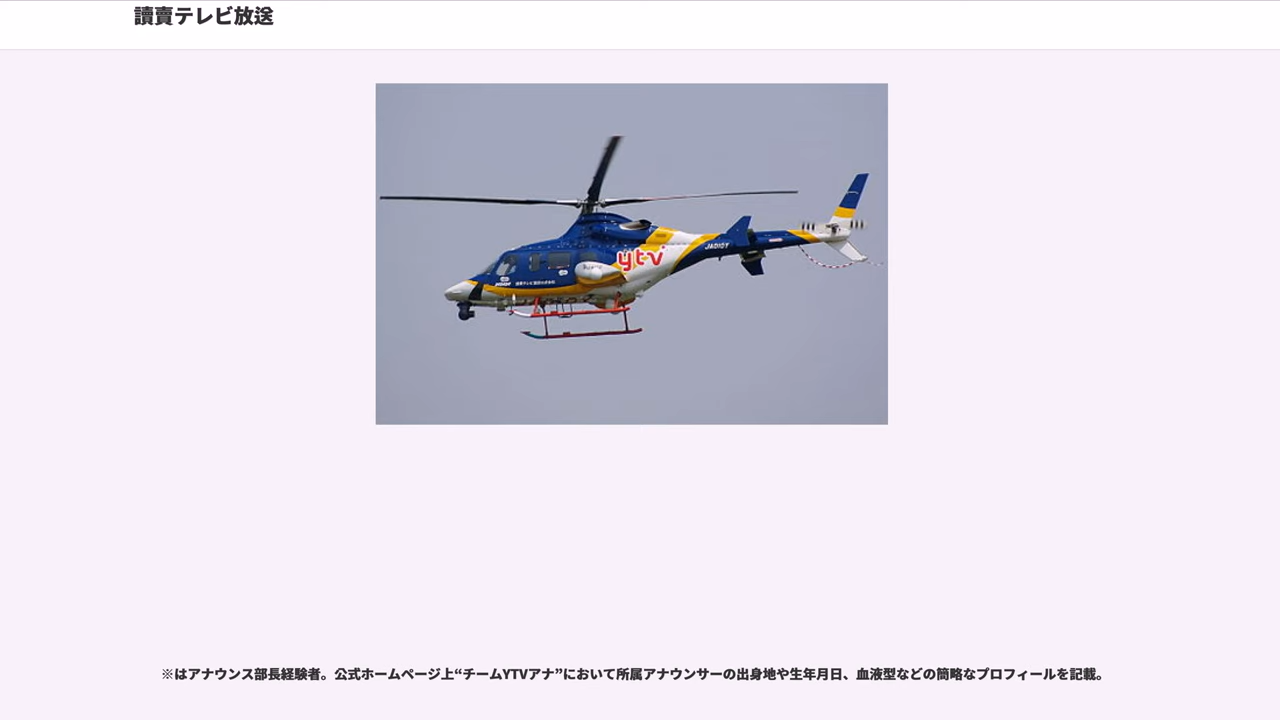 讀賣テレビ放送
ytv
JA01DY
※はアナウンス部長経験者。公式ホームページ上“チームYTVアナ”において所属アナウンサーの出身地や生年月日、血液型などの簡略なプロフィールを記載。